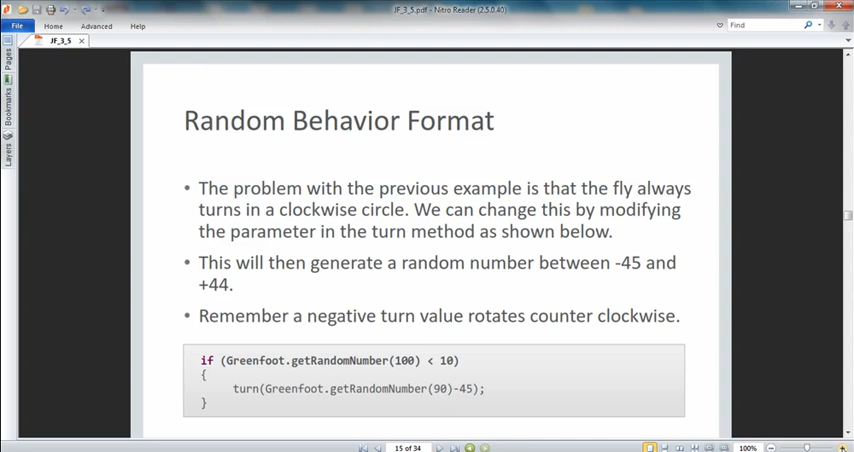 JF_3_5.pdf - Nitro Reader (2.5.0.40)
File Home Advanced Help
Find
JF_3_5
Pages
Bookmarks
Layers
Random Behavior Format
• The problem with the previous example is that the fly always
turns in a clockwise circle. We can change this by modifying
the parameter in the turn method as shown below.
• This will then generate a random number between -45 and
+44.
• Remember a negative turn value rotates counter clockwise.
if (Greenfoot.getRandomNumber(100) < 10)
{
turn(Greenfoot.getRandomNumber(90)-45);
}
15 of 34
100%